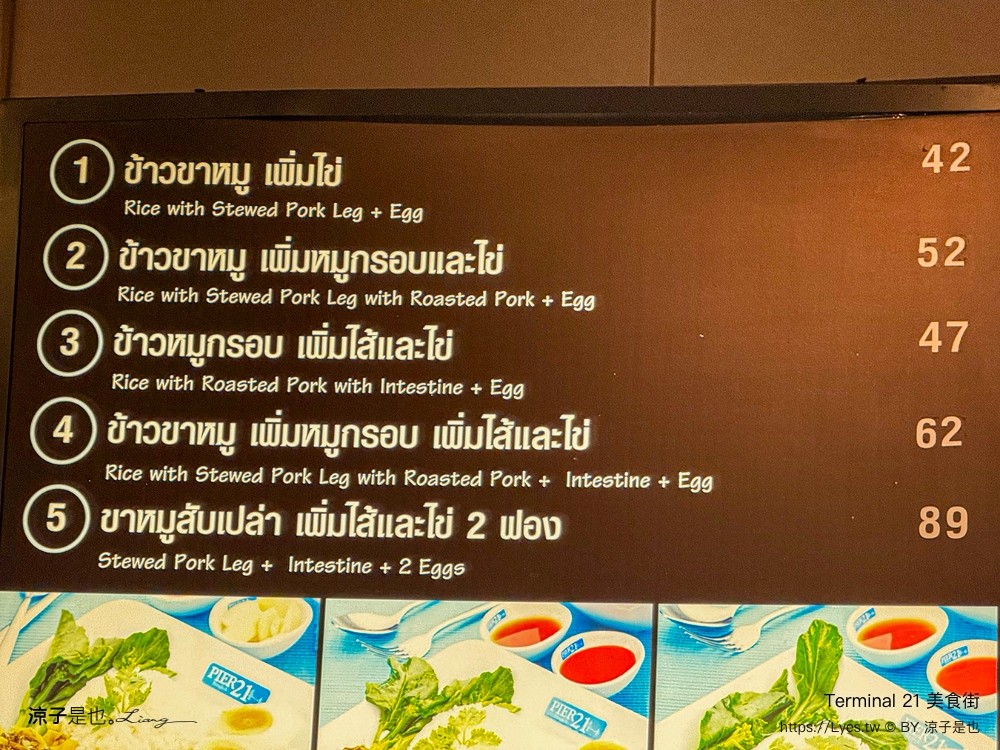 1 ข้าวขาหมู เพิ่มไข่ 42
Rice with Stewed Pork Leg + Egg
2 ข้าวขาหมู เพิ่มหมูกรอบและไข่ 52
Rice with Stewed Pork Leg with Roasted Pork + Egg
3 ข้าวหมูกรอบ เพิ่มไส้และไข่ 47
Rice with Roasted Pork with Intestine + Egg
4 ข้าวขาหมู เพิ่มหมูกรอบ เพิ่มไส้และไข่ 62
Rice with Stewed Pork Leg with Roasted Pork + Intestine + Egg
5 ขาหมูสับเปล่า เพิ่มไส้และไข่ 2 ฟอง 89
Stewed Pork Leg + Intestine + 2 Eggs
PIER21
PIER21
涼子是也。Liang
Terminal 21 美食街
https://Lyes.tw © BY 涼子是也